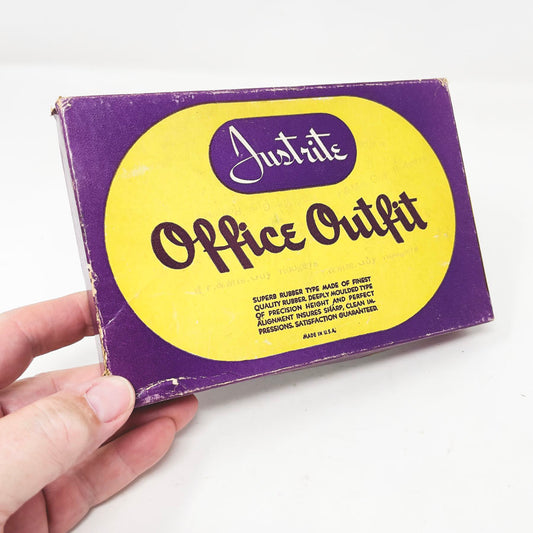 Justrite
Office Outfit
SUPERB RUBBER TYPE MADE OF FINEST
QUALITY RUBBER. DEEPLY MOULDED TYPE
OF PRECISION HEIGHT AND PERFECT
ALIGNMENT INSURES SHARP, CLEAN IM-
PRESSIONS. SATISFACTION GUARANTEED.
MADE IN U.S.A.